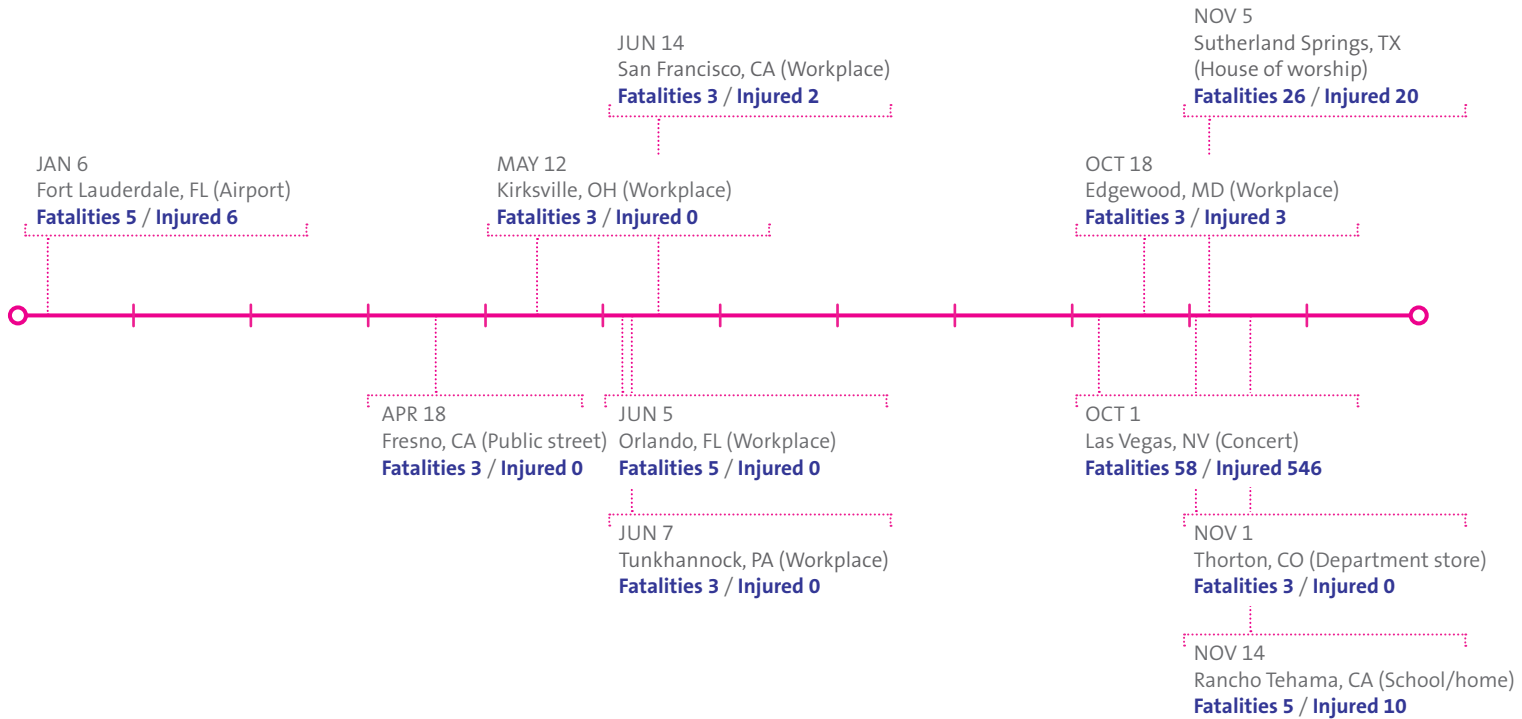 NOV 5
Sutherland Springs, TX
(House of worship)
Fatalities 26 / Injured 20
JUN 14
San Francisco, CA (Workplace)
Fatalities 3 / Injured 2
JAN 6
Fort Lauderdale, FL (Airport)
Fatalities 5 / Injured 6
MAY 12
Kirksville, OH (Workplace)
Fatalities 3 / Injured 0
OCT 18
Edgewood, MD (Workplace)
Fatalities 3 / Injured 3
APR 18
Fresno, CA (Public street)
Fatalities 3 / Injured 0
JUN 5
Orlando, FL (Workplace)
Fatalities 5 / Injured 0
OCT 1
Las Vegas, NV (Concert)
Fatalities 58 / Injured 546
JUN 7
Tunkhannock, PA (Workplace)
Fatalities 3 / Injured 0
NOV 1
Thorton, CO (Department store)
Fatalities 3 / Injured 0
NOV 14
Rancho Tehama, CA (School/home)
Fatalities 5 / Injured 10